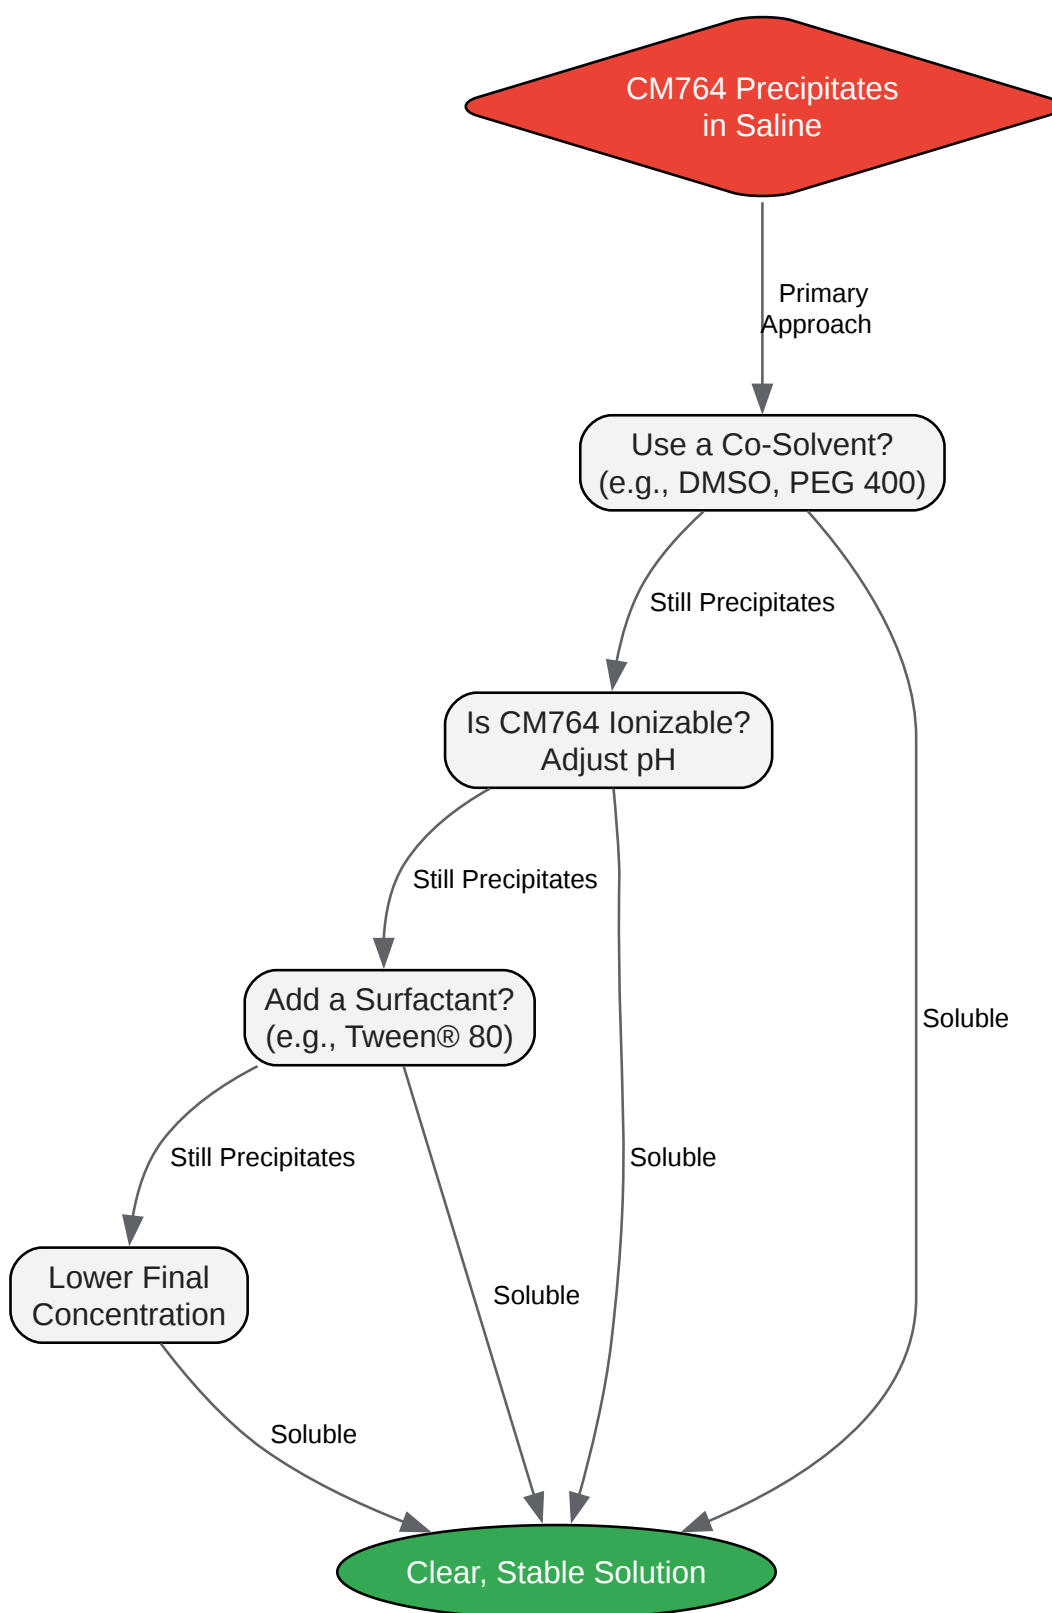 CM764 Precipitates
in Saline
Primary
Approach
Use a Co-Solvent?
(e.g., DMSO, PEG 400)
Still Precipitates
Is CM764 Ionizable?
Adjust pH
Still Precipitates
Add a Surfactant?
(e.g., Tween® 80)
Soluble
Still Precipitates
Soluble
Lower Final
Concentration
Soluble
Soluble
Clear, Stable Solution